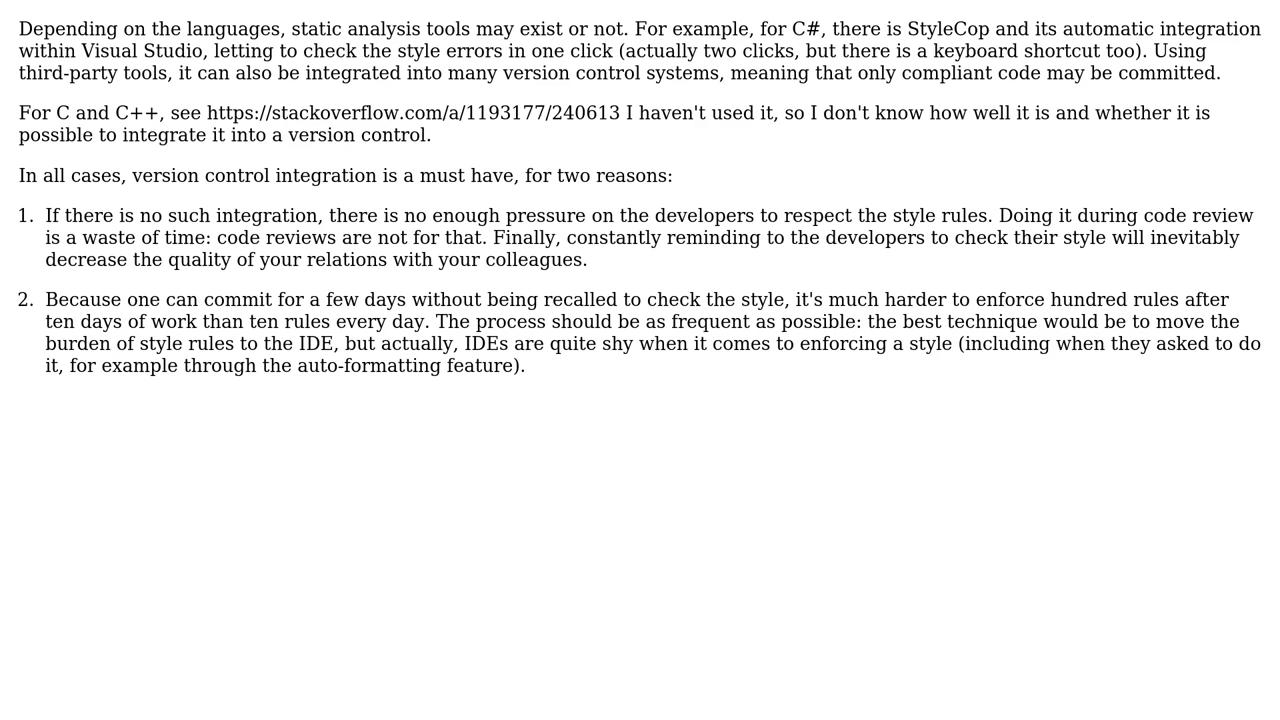 Depending on the languages, static analysis tools may exist or not. For example, for C#, there is StyleCop and its automatic integration
within Visual Studio, letting to check the style errors in one click (actually two clicks, but there is a keyboard shortcut too). Using
third-party tools, it can also be integrated into many version control systems, meaning that only compliant code may be committed.
For C and C++, see https://stackoverflow.com/a/1193177/240613 I haven't used it, so I don't know how well it is and whether it is
possible to integrate it into a version control.
In all cases, version control integration is a must have, for two reasons:
1. If there is no such integration, there is no enough pressure on the developers to respect the style rules. Doing it during code review
is a waste of time: code reviews are not for that. Finally, constantly reminding to the developers to check their style will inevitably
decrease the quality of your relations with your colleagues.
2. Because one can commit for a few days without being recalled to check the style, it's much harder to enforce hundred rules after
ten days of work than ten rules every day. The process should be as frequent as possible: the best technique would be to move the
burden of style rules to the IDE, but actually, IDEs are quite shy when it comes to enforcing a style (including when they asked to do
it, for example through the auto-formatting feature).